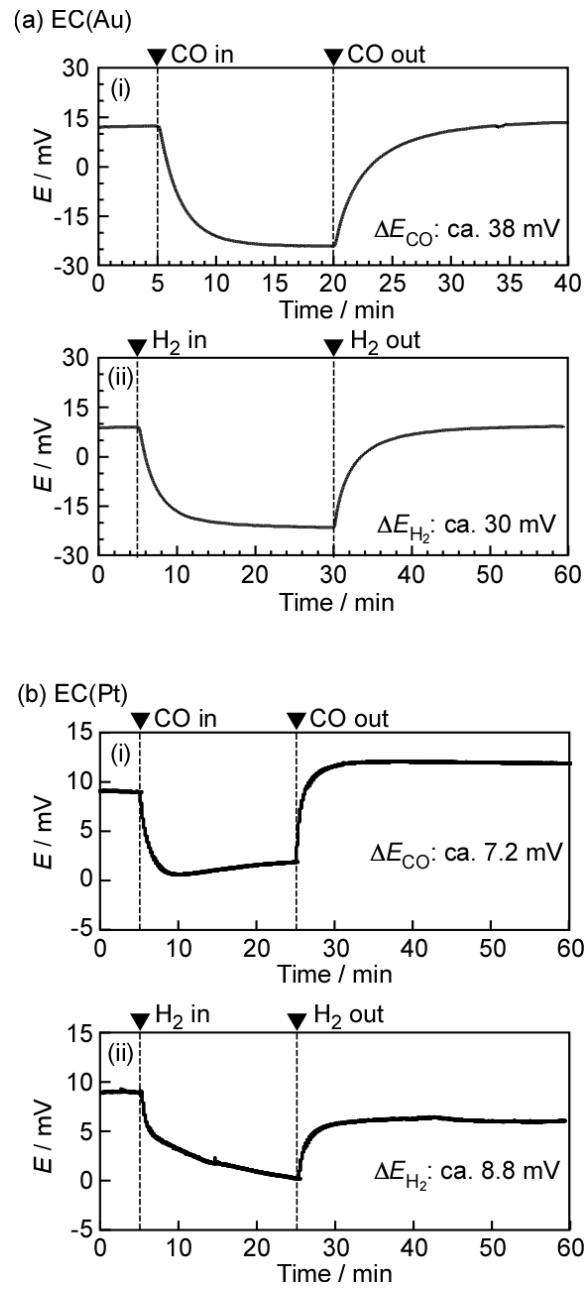 (a) EC(Au)
▼ CO in ▼ CO out
(i)
E / mV
30
15
0
-15
-30
ΔE_CO: ca. 38 mV
0 5 10 15 20 25 30 35 40
Time / min
▼ H₂ in ▼ H₂ out
(ii)
E / mV
30
15
0
-15
-30
ΔE_H₂: ca. 30 mV
0 10 20 30 40 50 60
Time / min
(b) EC(Pt)
▼ CO in ▼ CO out
(i)
E / mV
15
10
5
0
-5
ΔE_CO: ca. 7.2 mV
0 10 20 30 40 50 60
Time / min
▼ H₂ in ▼ H₂ out
(ii)
E / mV
15
10
5
0
-5
ΔE_H₂: ca. 8.8 mV
0 10 20 30 40 50 60
Time / min